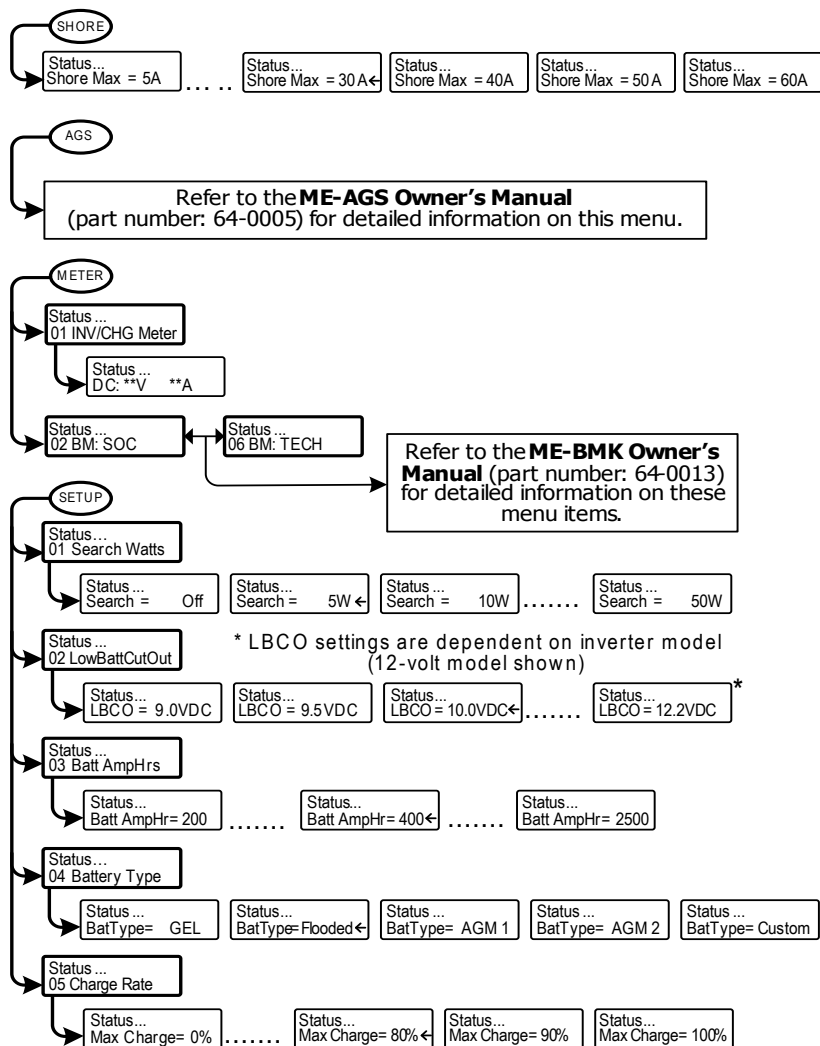 SHORE
Status...
Shore Max = 5A
..... 
Status...
Shore Max = 30A←
Status...
Shore Max = 40A
Status...
Shore Max = 50A
Status...
Shore Max = 60A
AGS
Refer to the ME-AGS Owner's Manual
(part number: 64-0005) for detailed information on this menu.
METER
Status...
01 INV/CHG Meter
Status...
DC: **V **A
Status...
02 BM: SOC
Status...
06 BM: TECH
Refer to the ME-BMK Owner's
Manual (part number: 64-0013)
for detailed information on these
menu items.
SETUP
Status...
01 Search Watts
Status...
Search = Off
Status...
Search = 5W ←
Status...
Search = 10W
.......
Status...
Search = 50W
Status...
02 LowBattCutOut
* LBCO settings are dependent on inverter model
(12-volt model shown)
Status...
LBCO = 9.0VDC
Status...
LBCO = 9.5VDC
Status...
LBCO = 10.0VDC←
.......
Status...
LBCO = 12.2VDC
*
Status...
03 Batt AmpHrs
Status...
Batt AmpHr= 200
.......
Status...
Batt AmpHr= 400←
.......
Status...
Batt AmpHr= 2500
Status...
04 Battery Type
Status...
BatType= GEL
Status...
BatType= Flooded←
Status...
BatType= AGM 1
Status...
BatType= AGM 2
Status...
BatType= Custom
Status...
05 Charge Rate
Status...
Max Charge= 0%
.......
Status...
Max Charge= 80%←
Status...
Max Charge= 90%
Status...
Max Charge= 100%